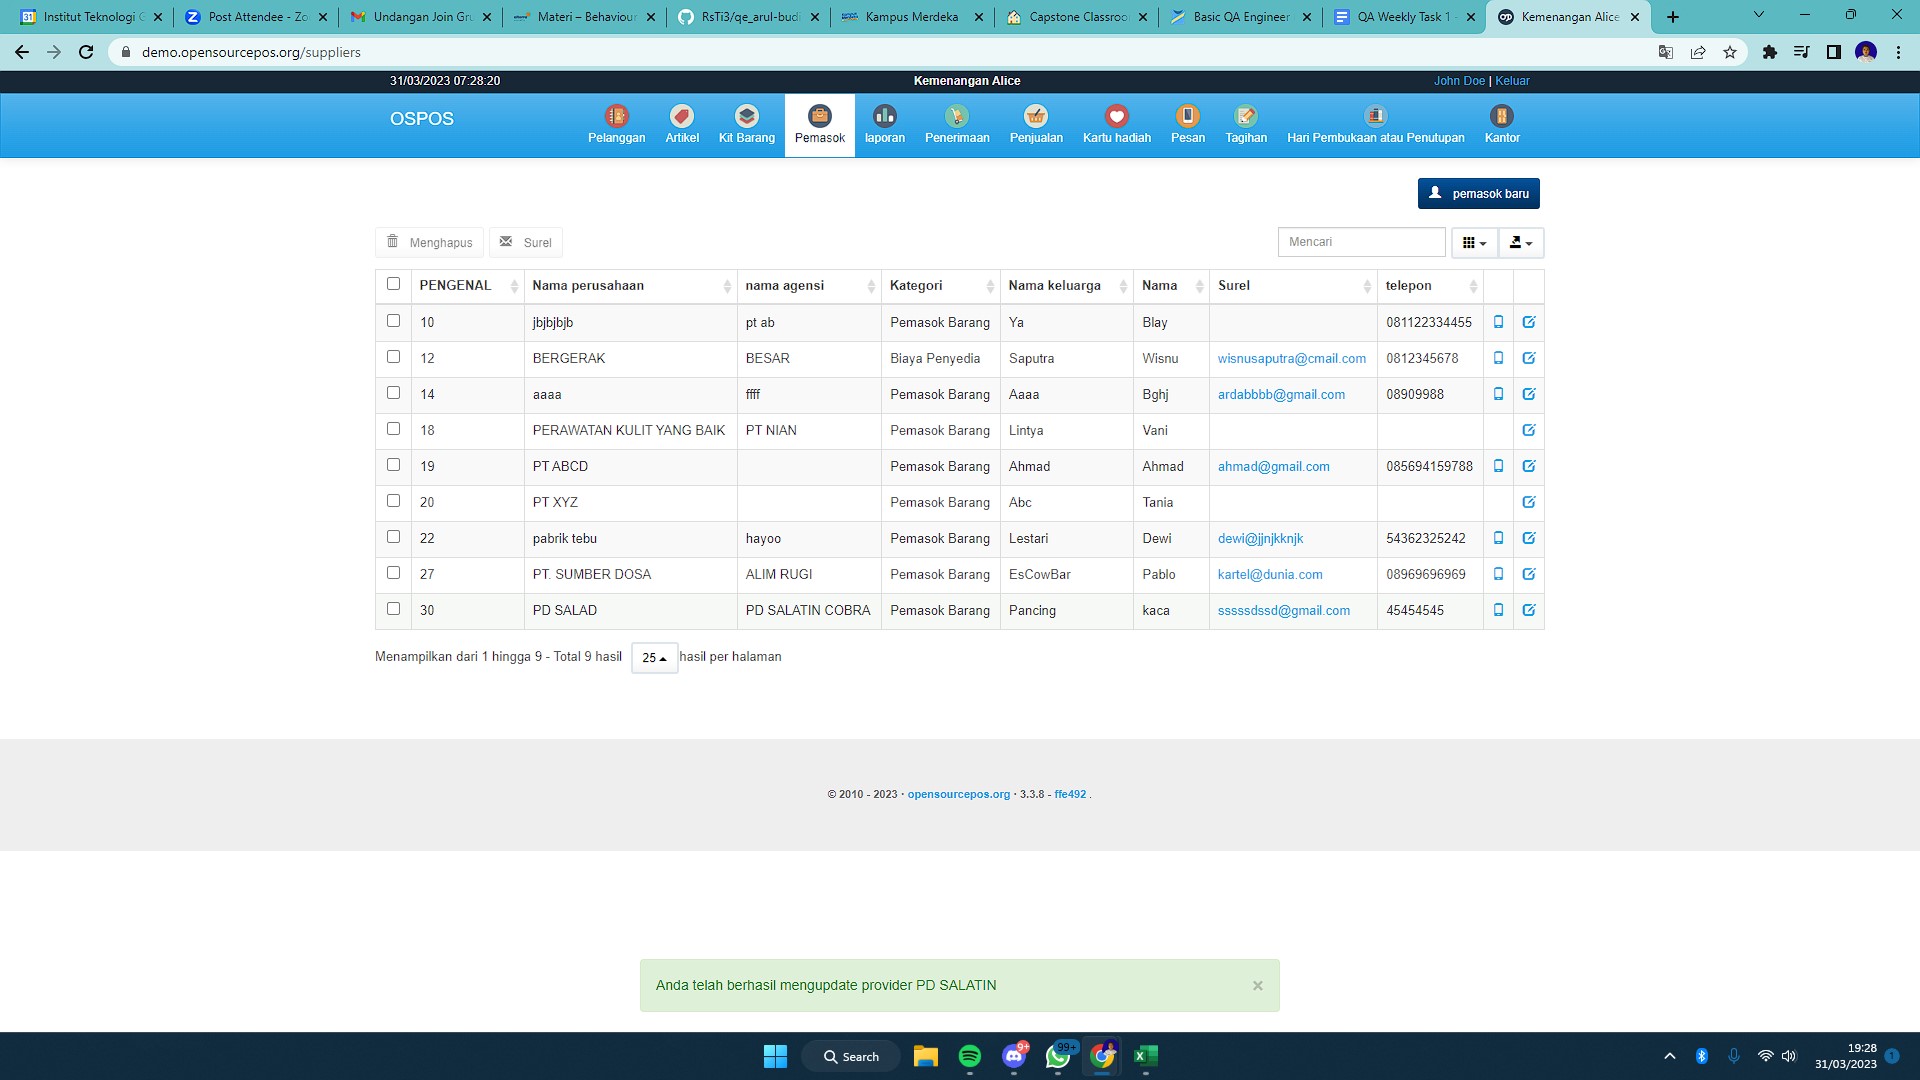 Institut Teknologi G
Post Attendee - Zo
Undangan Join Gru
Materi – Behaviour
RsTi3/qe_arul-budi
Kampus Merdeka
Capstone Classroo
Basic QA Engineer
QA Weekly Task 1 -
Kemenangan Alice
demo.opensourcepos.org/suppliers
31/03/2023 07:28:20
Kemenangan Alice
John Doe | Keluar
OSPOS
Pelanggan
Artikel
Kit Barang
Pemasok
laporan
Penerimaan
Penjualan
Kartu hadiah
Pesan
Tagihan
Hari Pembukaan atau Penutupan
Kantor
pemasok baru
Menghapus
Surel
Mencari
PENGENAL Nama perusahaan nama agensi Kategori Nama keluarga Nama Surel telepon
10 jbjbjbjb pt ab Pemasok Barang Ya Blay 081122334455
12 BERGERAK BESAR Biaya Penyedia Saputra Wisnu wisnusaputra@cmail.com 0812345678
14 aaaa ffff Pemasok Barang Aaaa Bghj ardabbbb@gmail.com 08909988
18 PERAWATAN KULIT YANG BAIK PT NIAN Pemasok Barang Lintya Vani
19 PT ABCD Pemasok Barang Ahmad Ahmad ahmad@gmail.com 085694159788
20 PT XYZ Pemasok Barang Abc Tania
22 pabrik tebu hayoo Pemasok Barang Lestari Dewi dewi@jjnjkknjk 54362325242
27 PT. SUMBER DOSA ALIM RUGI Pemasok Barang EsCowBar Pablo kartel@dunia.com 08969696969
30 PD SALAD PD SALATIN COBRA Pemasok Barang Pancing kaca sssssdssd@gmail.com 45454545
Menampilkan dari 1 hingga 9 - Total 9 hasil 25 hasil per halaman
© 2010 - 2023 · opensourcepos.org · 3.3.8 - ffe492 .
Anda telah berhasil mengupdate provider PD SALATIN ×
Search
9+
99+
19:28
31/03/2023
1